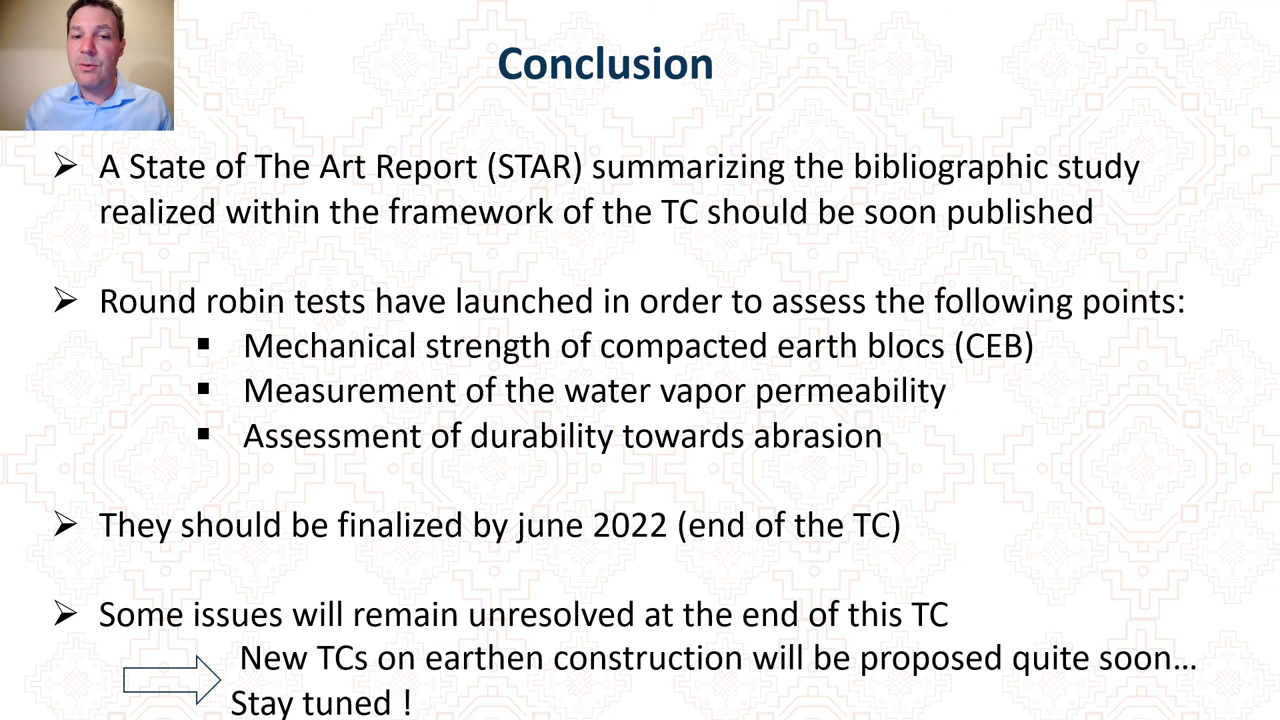 Conclusion
A State of The Art Report (STAR) summarizing the bibliographic study
realized within the framework of the TC should be soon published
Round robin tests have launched in order to assess the following points:
Mechanical strength of compacted earth blocs (CEB)
Measurement of the water vapor permeability
Assessment of durability towards abrasion
They should be finalized by june 2022 (end of the TC)
Some issues will remain unresolved at the end of this TC
New TCs on earthen construction will be proposed quite soon...
Stay tuned !